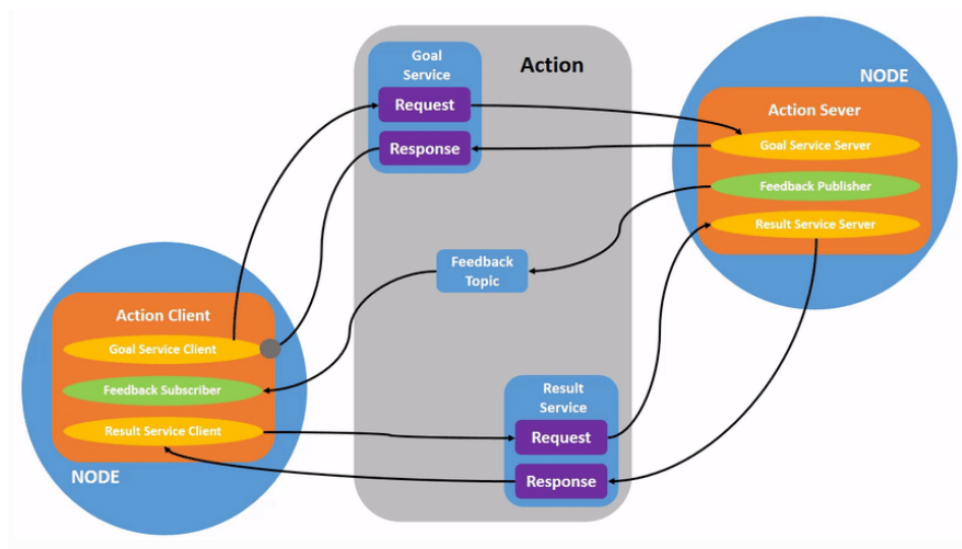 Goal
Service
Request
Response
Action
NODE
Action Sever
Goal Service Server
Feedback Publisher
Result Service Server
Feedback
Topic
Action Client
Goal Service Client
Feedback Subscriber
Result Service Client
NODE
Result
Service
Request
Response